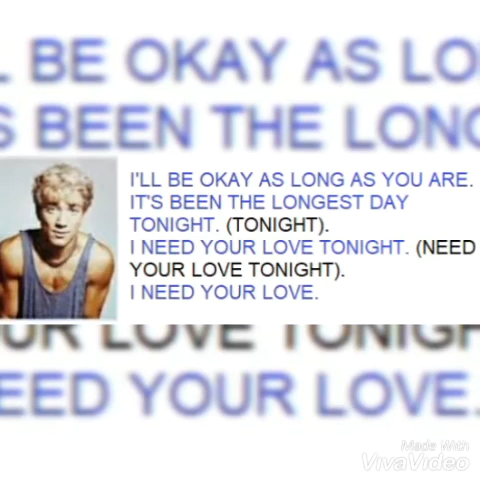 L BE OKAY AS LO
S BEEN THE LONG
I'LL BE OKAY AS LONG AS YOU ARE.
IT'S BEEN THE LONGEST DAY
TONIGHT. (TONIGHT).
I NEED YOUR LOVE TONIGHT. (NEED
YOUR LOVE TONIGHT).
I NEED YOUR LOVE.
UR LOVE TONIGH
EED YOUR LOVE.
Made With
VivaVideo